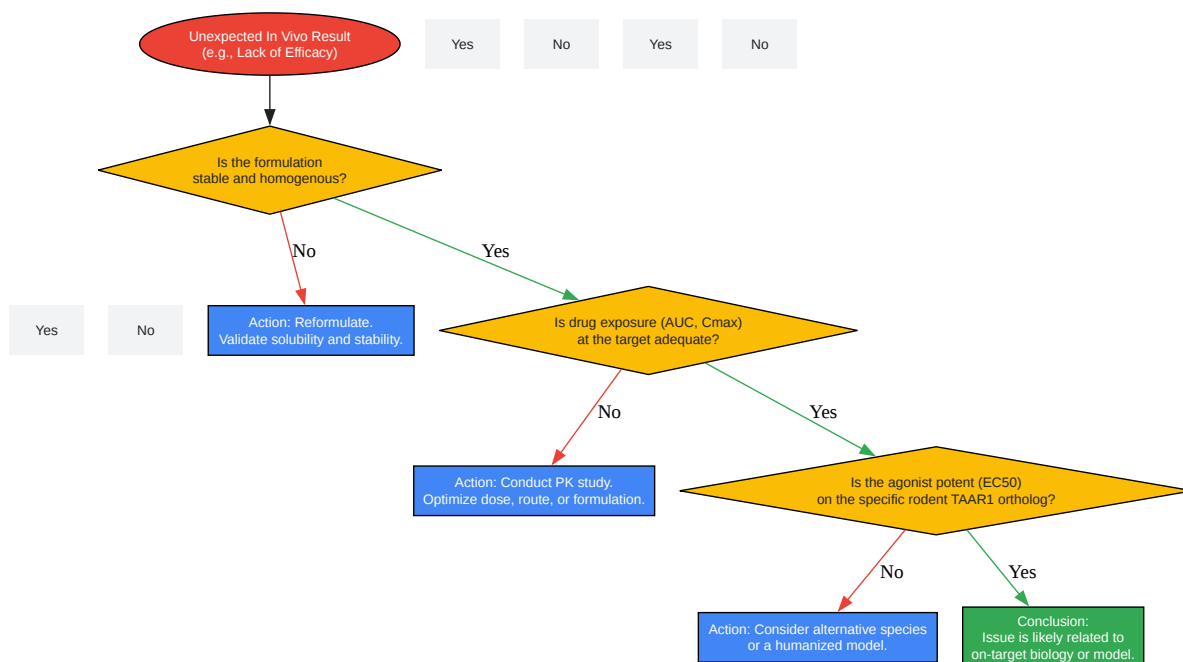 Unexpected In Vivo Result
(e.g., Lack of Efficacy)
Yes
No
Yes
No
Is the formulation
stable and homogenous?
No
Yes
Yes
No
Action: Reformulate.
Validate solubility and stability.
Is drug exposure (AUC, Cmax)
at the target adequate?
No
Yes
Action: Conduct PK study.
Optimize dose, route, or formulation.
Is the agonist potent (EC50)
on the specific rodent TAAR1 ortholog?
No
Yes
Action: Consider alternative species
or a humanized model.
Conclusion:
Issue is likely related to
on-target biology or model.